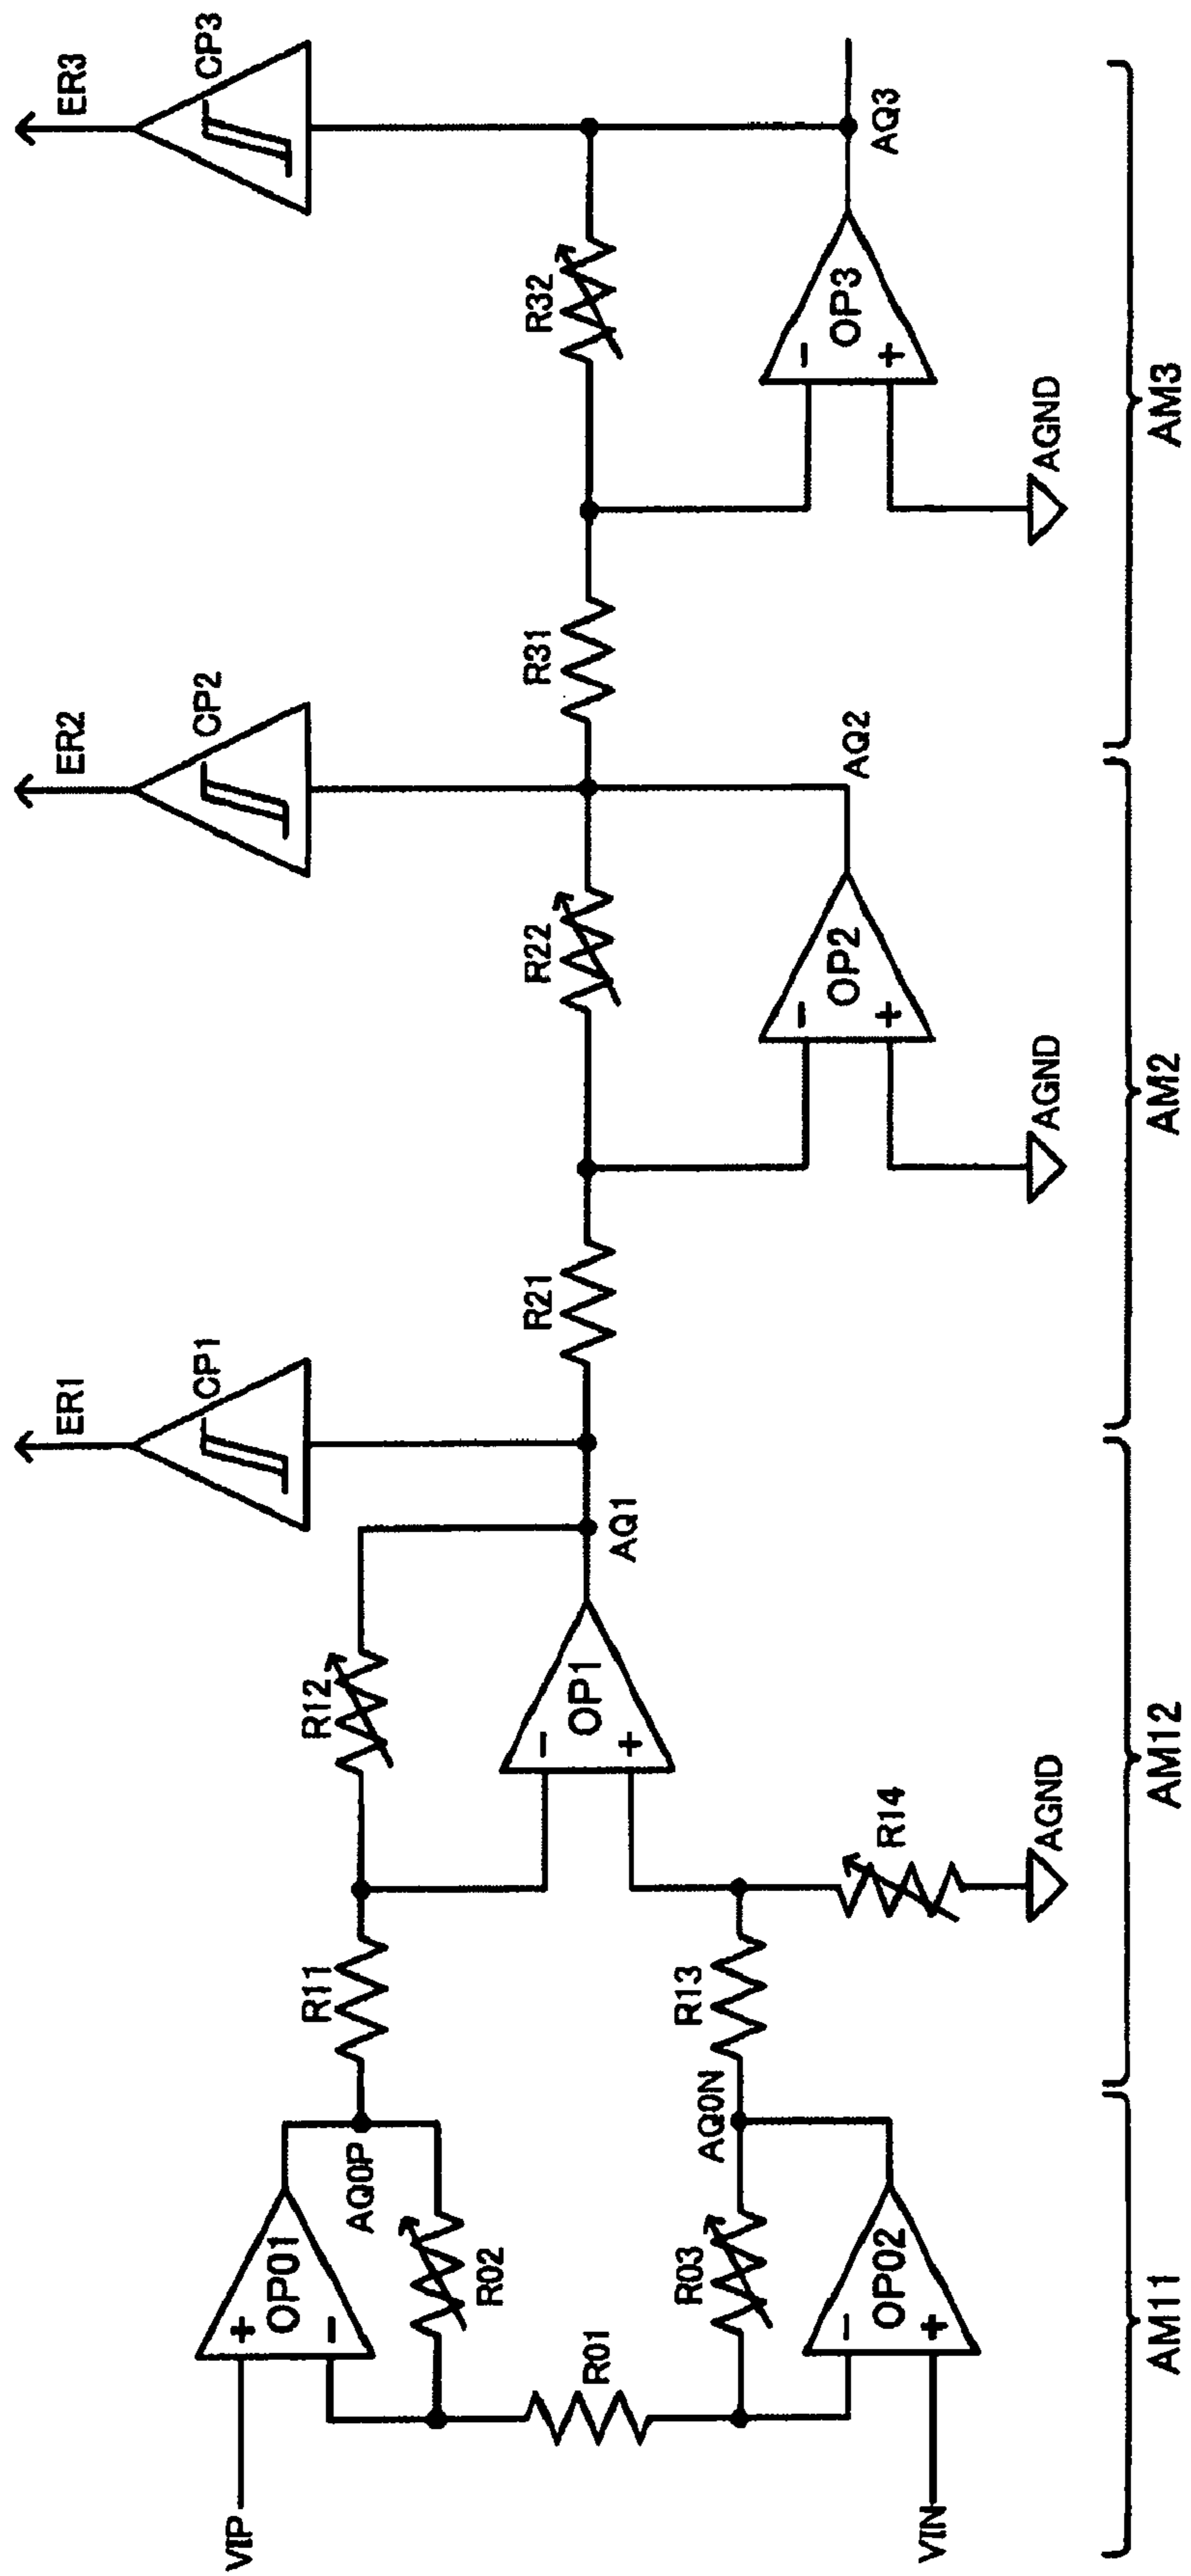 ER1
ER2
ER3
CP1
CP2
CP3
R12
R11
R21
R22
R31
R32
VIP
+
OP01
-
AQ0P
R02
R01
-
OP1
+
AQ1
AQ2
AQ3
-
OP2
+
-
OP3
+
AQ0N
R03
R13
R14
VIN
-
OP02
+
AGND
AGND
AGND
AM11
AM12
AM2
AM3